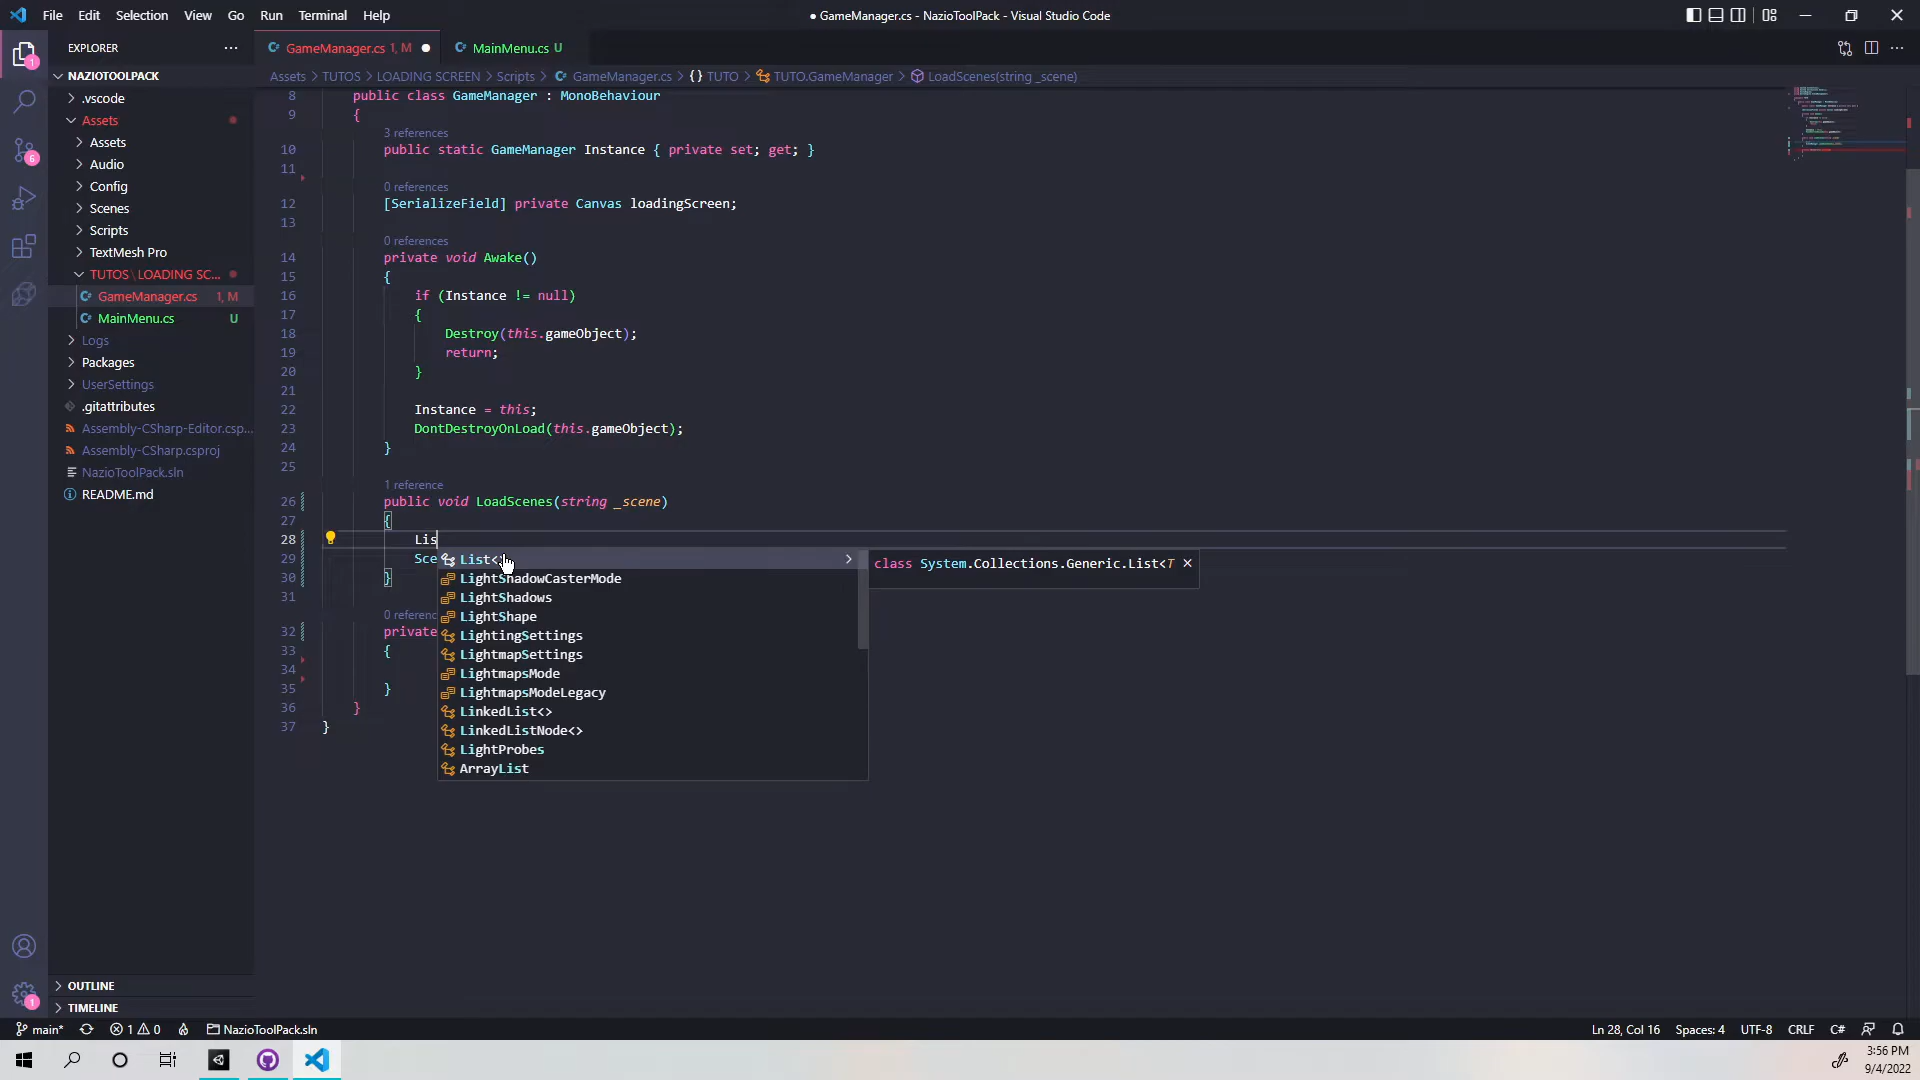 File Edit Selection View Go Run Terminal Help
● GameManager.cs - NazioToolPack - Visual Studio Code
EXPLORER
GameManager.cs 1, M
MainMenu.cs U
NAZIOTOOLPACK
Assets > TUTOS > LOADING SCREEN > Scripts > GameManager.cs > {} TUTO > TUTO.GameManager > LoadScenes(string _scene)
.vscode
Assets
Assets
Audio
Config
Scenes
Scripts
TextMesh Pro
TUTOS \ LOADING SC...
GameManager.cs 1, M
MainMenu.cs U
Logs
Packages
UserSettings
.gitattributes
Assembly-CSharp-Editor.csp...
Assembly-CSharp.csproj
NazioToolPack.sln
README.md
OUTLINE
TIMELINE
8 public class GameManager : MonoBehaviour
9 {
3 references
10 public static GameManager Instance { private set; get; }
11
0 references
12 [SerializeField] private Canvas loadingScreen;
13
0 references
14 private void Awake()
15 {
16 if (Instance != null)
17 {
18 Destroy(this.gameObject);
19 return;
20 }
21
22 Instance = this;
23 DontDestroyOnLoad(this.gameObject);
24 }
25
1 reference
26 public void LoadScenes(string _scene)
27 {
28 Lis
29 Sce
30 }
31
0 referenc
32 private
33 {
34
35 }
36 }
37 }
List<>
class System.Collections.Generic.List<T
LightShadowCasterMode
LightShadows
LightShape
LightingSettings
LightmapSettings
LightmapsMode
LightmapsModeLegacy
LinkedList<>
LinkedListNode<>
LightProbes
ArrayList
1
6
1
main* 1 0 NazioToolPack.sln
Ln 28, Col 16 Spaces: 4 UTF-8 CRLF C#
3:56 PM
9/4/2022